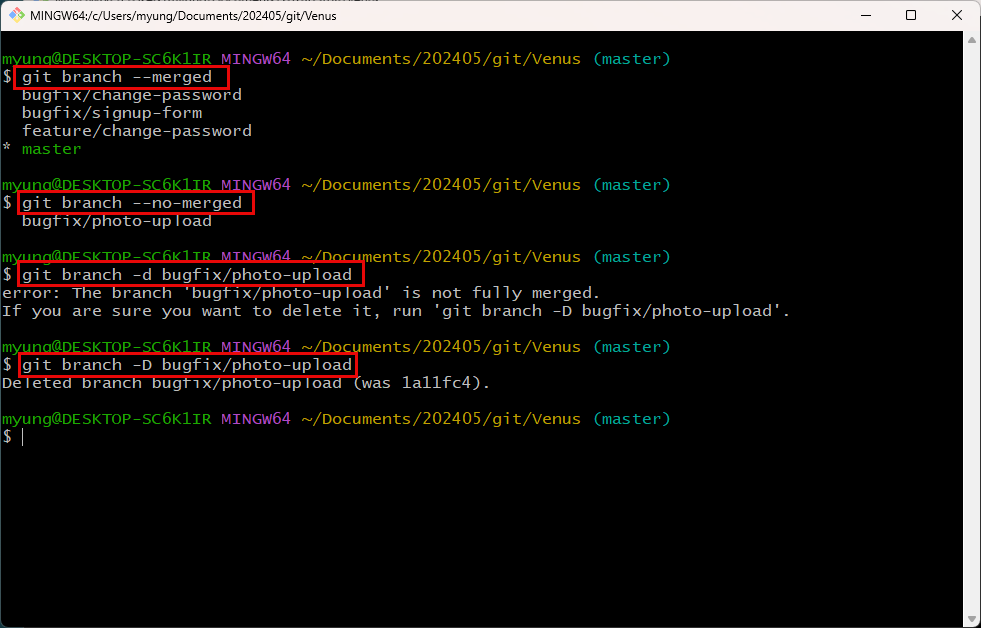 MINGW64:/c/Users/myung/Documents/202405/git/Venus
myung@DESKTOP-SC6K1IR MINGW64 ~/Documents/202405/git/Venus (master)
$ git branch --merged
  bugfix/change-password
  bugfix/signup-form
  feature/change-password
* master
myung@DESKTOP-SC6K1IR MINGW64 ~/Documents/202405/git/Venus (master)
$ git branch --no-merged
  bugfix/photo-upload
myung@DESKTOP-SC6K1IR MINGW64 ~/Documents/202405/git/Venus (master)
$ git branch -d bugfix/photo-upload
error: The branch 'bugfix/photo-upload' is not fully merged.
If you are sure you want to delete it, run 'git branch -D bugfix/photo-upload'.
myung@DESKTOP-SC6K1IR MINGW64 ~/Documents/202405/git/Venus (master)
$ git branch -D bugfix/photo-upload
Deleted branch bugfix/photo-upload (was 1a11fc4).
myung@DESKTOP-SC6K1IR MINGW64 ~/Documents/202405/git/Venus (master)
$